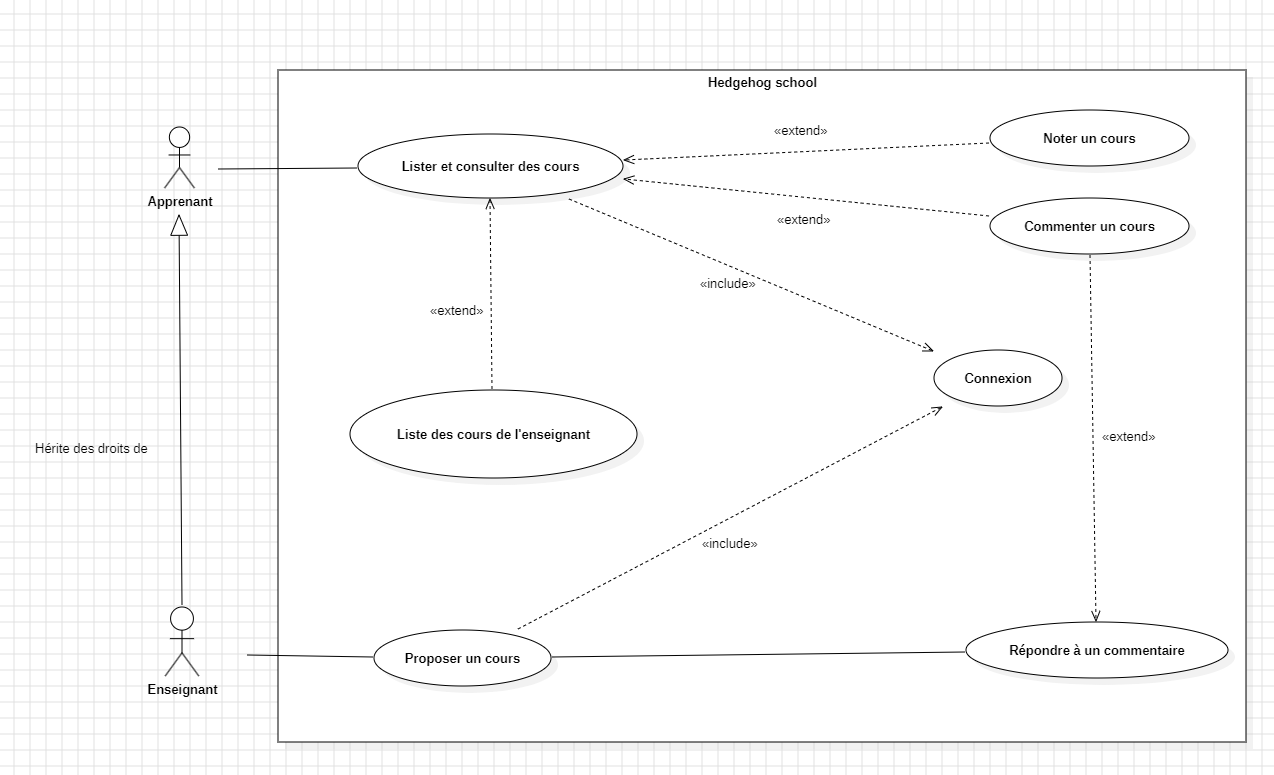 Hedgehog school
«extend»
Noter un cours
Lister et consulter des cours
Apprenant
«extend»
Commenter un cours
«include»
«extend»
Connexion
Liste des cours de l'enseignant
«extend»
Hérite des droits de
«include»
Répondre à un commentaire
Proposer un cours
Enseignant